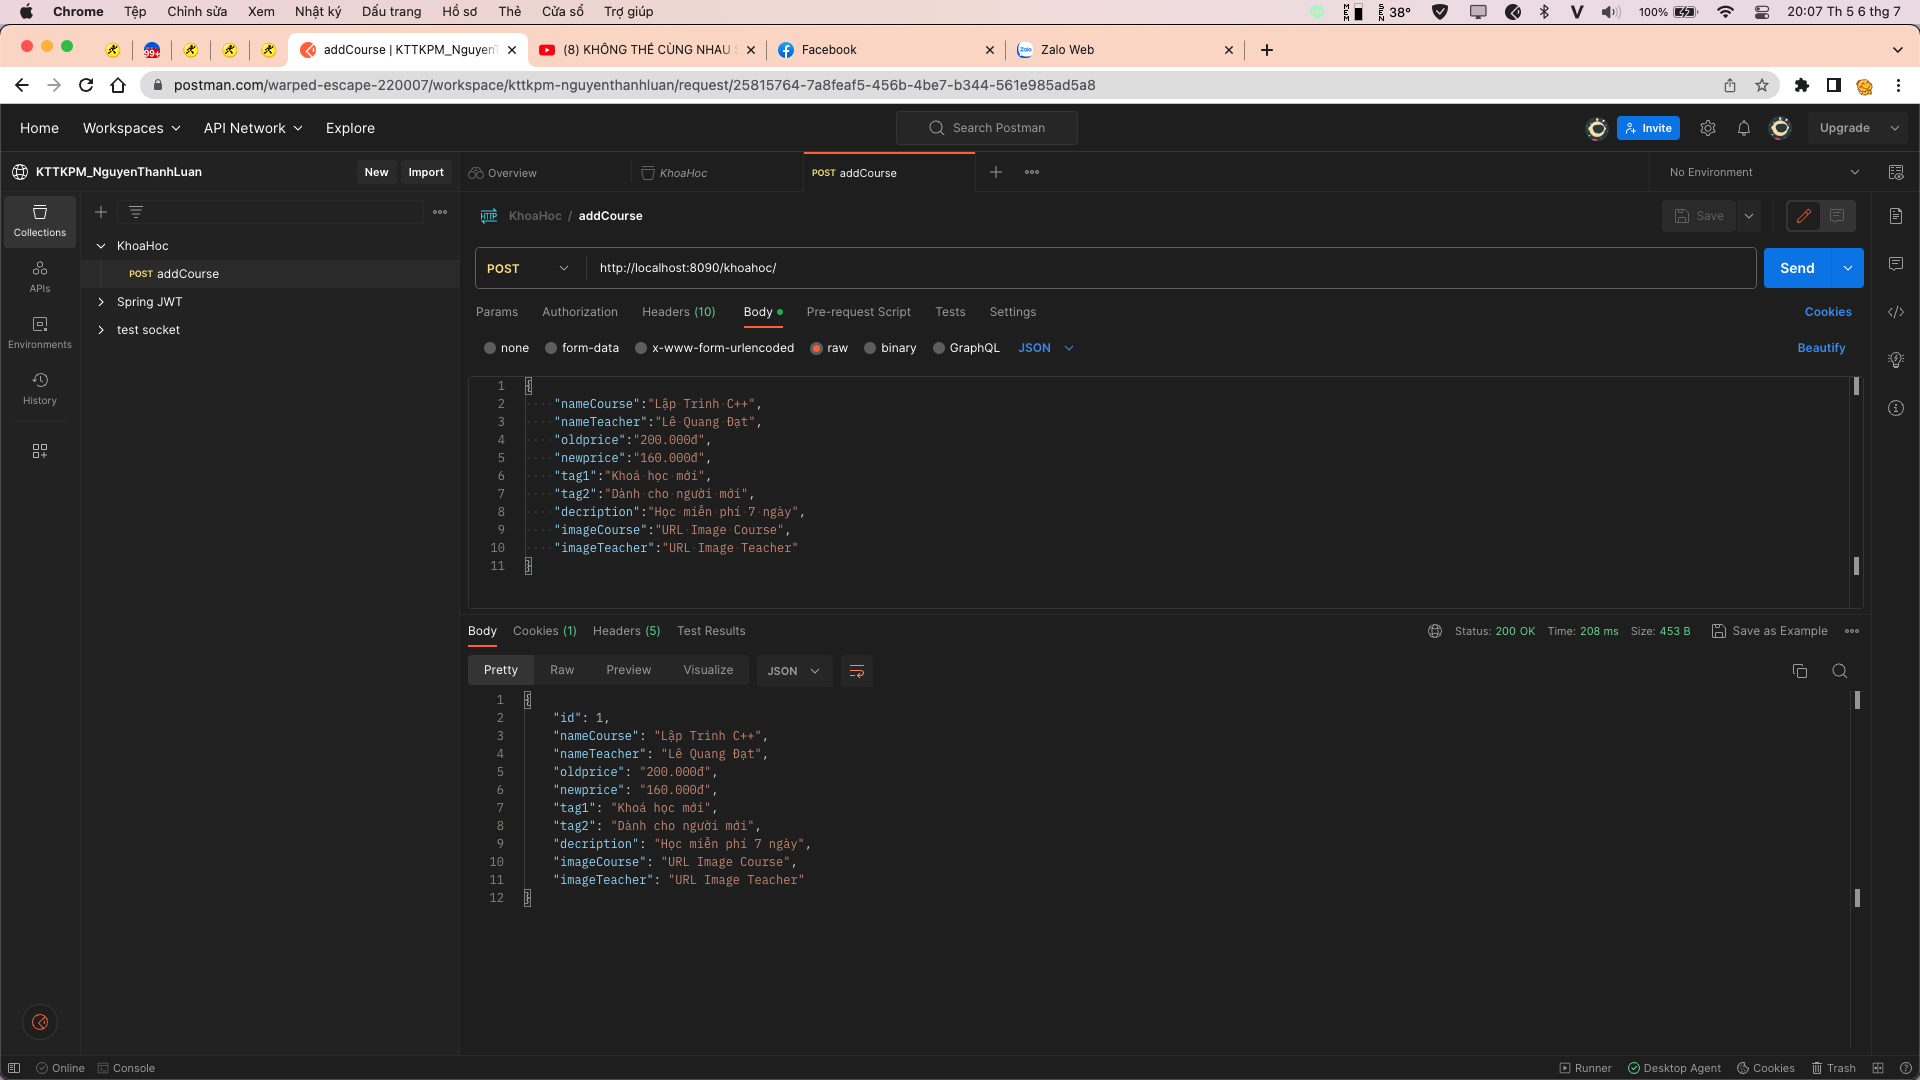 Chrome Tệp Chỉnh sửa Xem Nhật ký Dấu trang Hồ sơ Thẻ Cửa sổ Trợ giúp 38° V 100% 20:07 Th 5 6 thg 7
99+ addCourse | KTTKPM_NguyenT (8) KHÔNG THỂ CÙNG NHAU Facebook Zalo Zalo Web
postman.com/warped-escape-220007/workspace/kttkpm-nguyenthanhluan/request/25815764-7a8feaf5-456b-4be7-b344-561e985ad5a8
Home Workspaces API Network Explore Search Postman Invite Upgrade
KTTKPM_NguyenThanhLuan New Import Overview KhoaHoc POST addCourse No Environment
Collections
APIs
Environments
History
KhoaHoc
POST addCourse
Spring JWT
test socket
HTTP KhoaHoc / addCourse Save
POST http://localhost:8090/khoahoc/ Send
Params Authorization Headers (10) Body Pre-request Script Tests Settings Cookies
none form-data x-www-form-urlencoded raw binary GraphQL JSON Beautify
1 {
2 "nameCourse":"Lập Trình C++",
3 "nameTeacher":"Lê Quang Đạt",
4 "oldprice":"200.000đ",
5 "newprice":"160.000đ",
6 "tag1":"Khoá học mới",
7 "tag2":"Dành cho người mới",
8 "decription":"Học miễn phí 7 ngày",
9 "imageCourse":"URL Image Course",
10 "imageTeacher":"URL Image Teacher"
11 }
Body Cookies (1) Headers (5) Test Results Status: 200 OK Time: 208 ms Size: 453 B Save as Example
Pretty Raw Preview Visualize JSON
1 {
2 "id": 1,
3 "nameCourse": "Lập Trình C++",
4 "nameTeacher": "Lê Quang Đạt",
5 "oldprice": "200.000đ",
6 "newprice": "160.000đ",
7 "tag1": "Khoá học mới",
8 "tag2": "Dành cho người mới",
9 "decription": "Học miễn phí 7 ngày",
10 "imageCourse": "URL Image Course",
11 "imageTeacher": "URL Image Teacher"
12 }
Online Console Runner Desktop Agent Cookies Trash